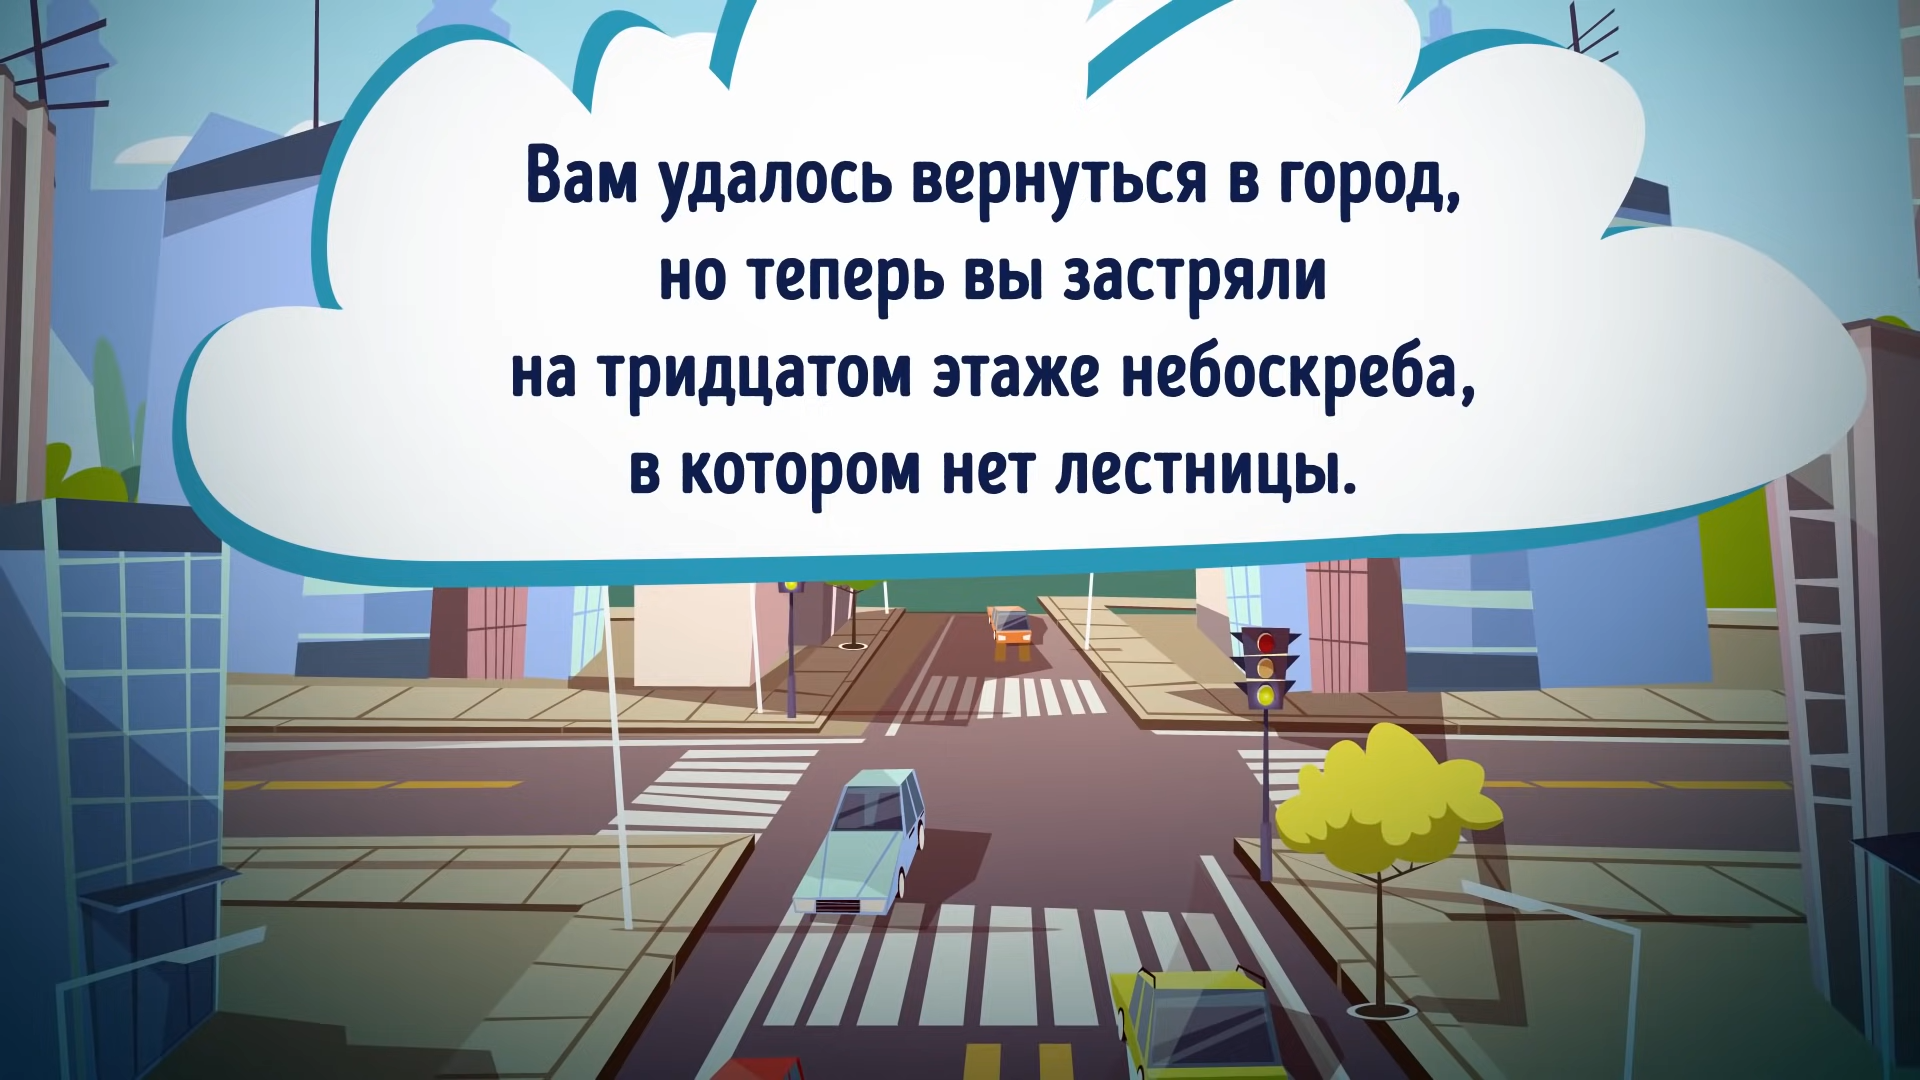 Вам удалось вернуться в город,
но теперь вы застряли
на тридцатом этаже небоскреба,
в котором нет лестницы.